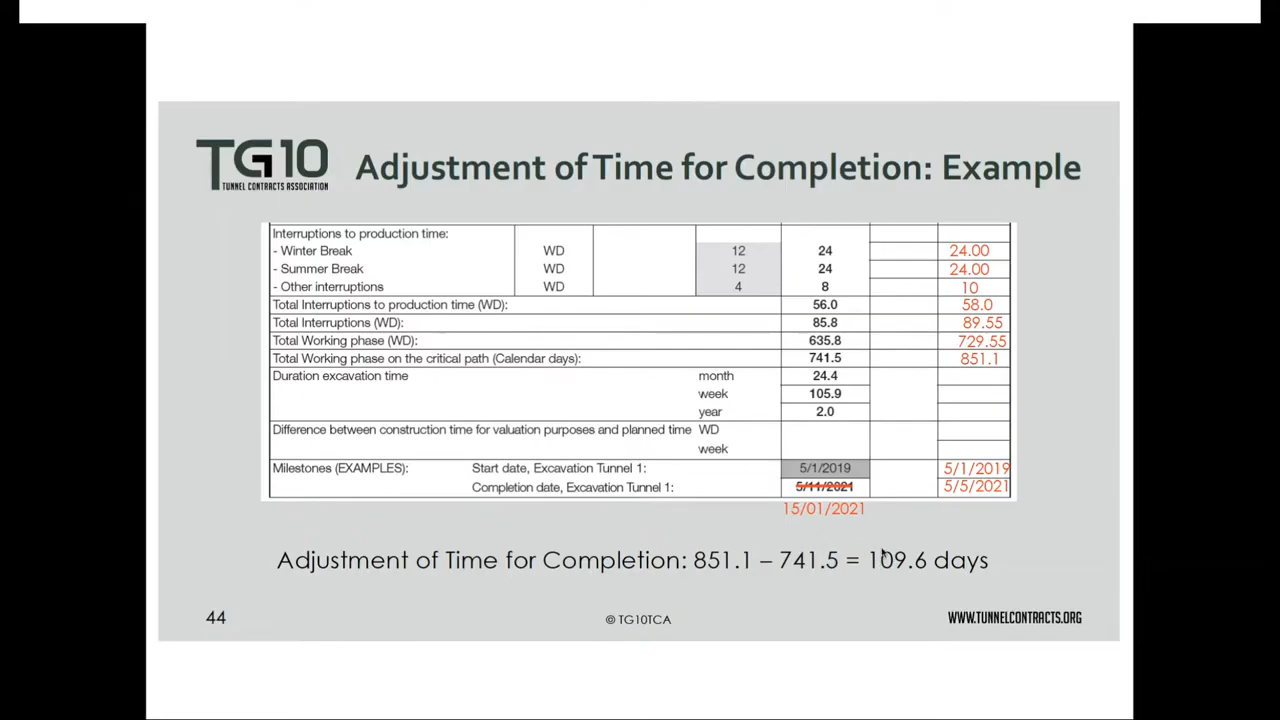 TG10
TUNNEL CONTRACTS ASSOCIATION
Adjustment of Time for Completion: Example
Interruptions to production time:
- Winter Break WD 12 24 24.00
- Summer Break WD 12 24 24.00
- Other interruptions WD 4 8 10
Total Interruptions to production time (WD): 56.0 58.0
Total Interruptions (WD): 85.8 89.55
Total Working phase (WD): 635.8 729.55
Total Working phase on the critical path (Calendar days): 741.5 851.1
Duration excavation time month 24.4
week 105.9
year 2.0
Difference between construction time for valuation purposes and planned time WD
week
Milestones (EXAMPLES): Start date, Excavation Tunnel 1: 5/1/2019 5/1/2019
Completion date, Excavation Tunnel 1: 5/11/2021 5/5/2021
15/01/2021
Adjustment of Time for Completion: 851.1 – 741.5 = 109.6 days
44 © TG10TCA WWW.TUNNELCONTRACTS.ORG